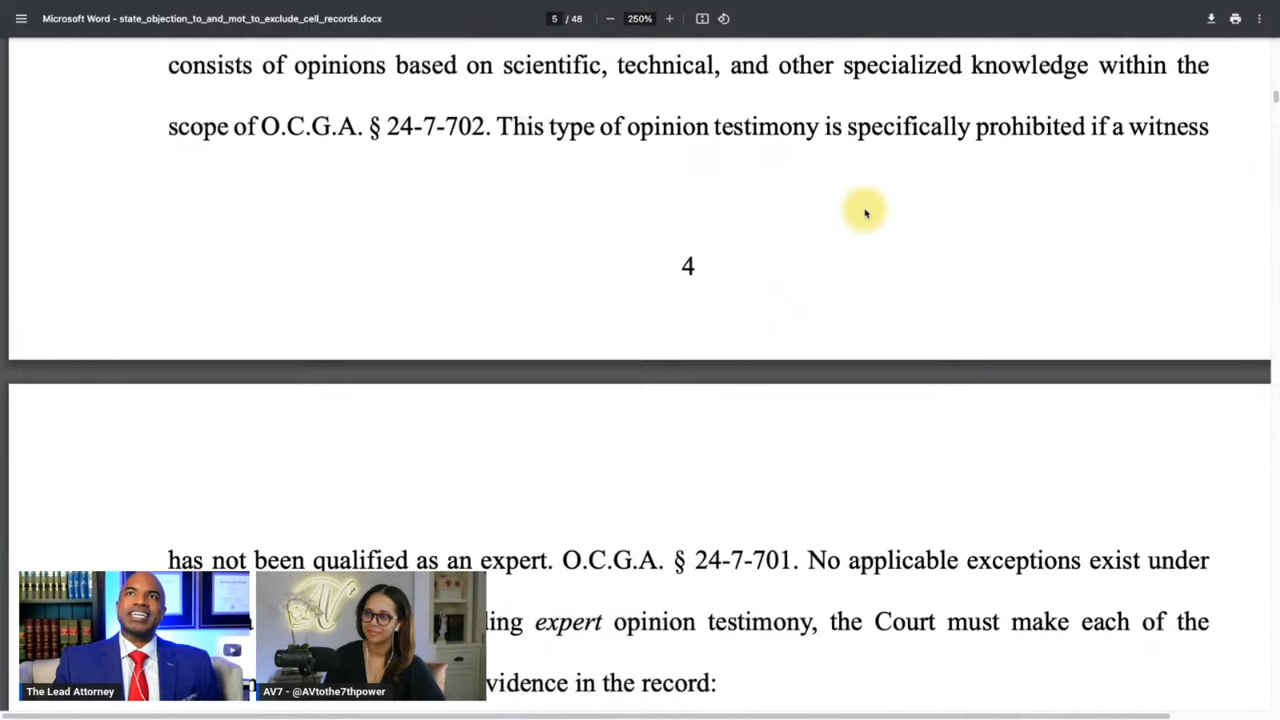 Microsoft Word - state_objection_to_and_mot_to_exclude_cell_records.docx
5 / 48
250%
consists of opinions based on scientific, technical, and other specialized knowledge within the
scope of O.C.G.A. § 24-7-702. This type of opinion testimony is specifically prohibited if a witness
4
has not been qualified as an expert. O.C.G.A. § 24-7-701. No applicable exceptions exist under
ling expert opinion testimony, the Court must make each of the
vidence in the record:
The Lead Attorney
AV7 - @AVtothe7thpower